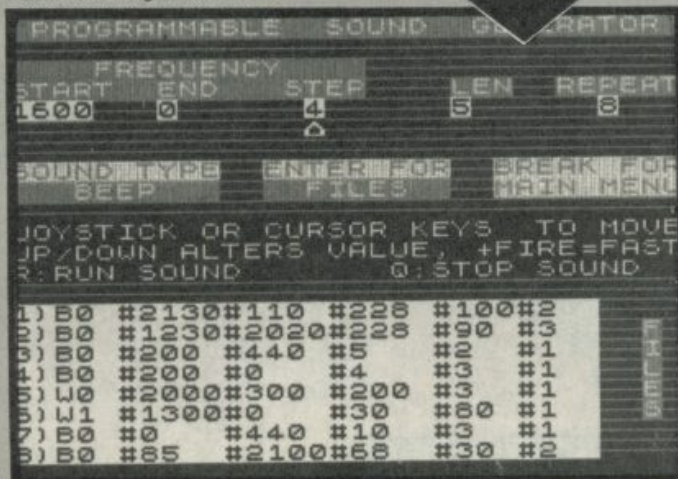 PROGRAMMABLE SOUND GENERATOR
FREQUENCY
START END STEP LEN REPEAT
1600 0 4 5 8
SOUND TYPE ENTER FOR BREAK FOR
BEEP FILES MAIN MENU
JOYSTICK OR CURSOR KEYS TO MOVE
UP/DOWN ALTERS VALUE, +FIRE=FAST
R:RUN SOUND Q:STOP SOUND
1)B0 #2130#110 #228 #100#2
2)B0 #1230#2020#228 #90 #3
3)B0 #200 #440 #5 #2 #1
4)B0 #200 #0 #4 #3 #1
5)W0 #2000#300 #200 #3 #1
6)W1 #1300#0 #30 #80 #1
7)B0 #0 #440 #10 #3 #1
8)B0 #85 #2100#68 #30 #2
FILES